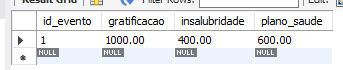 Result Grid Filter Rows: Edit:
id_evento gratificacao insalubridade plano_saude
1 1000.00 400.00 600.00
NULL NULL NULL NULL